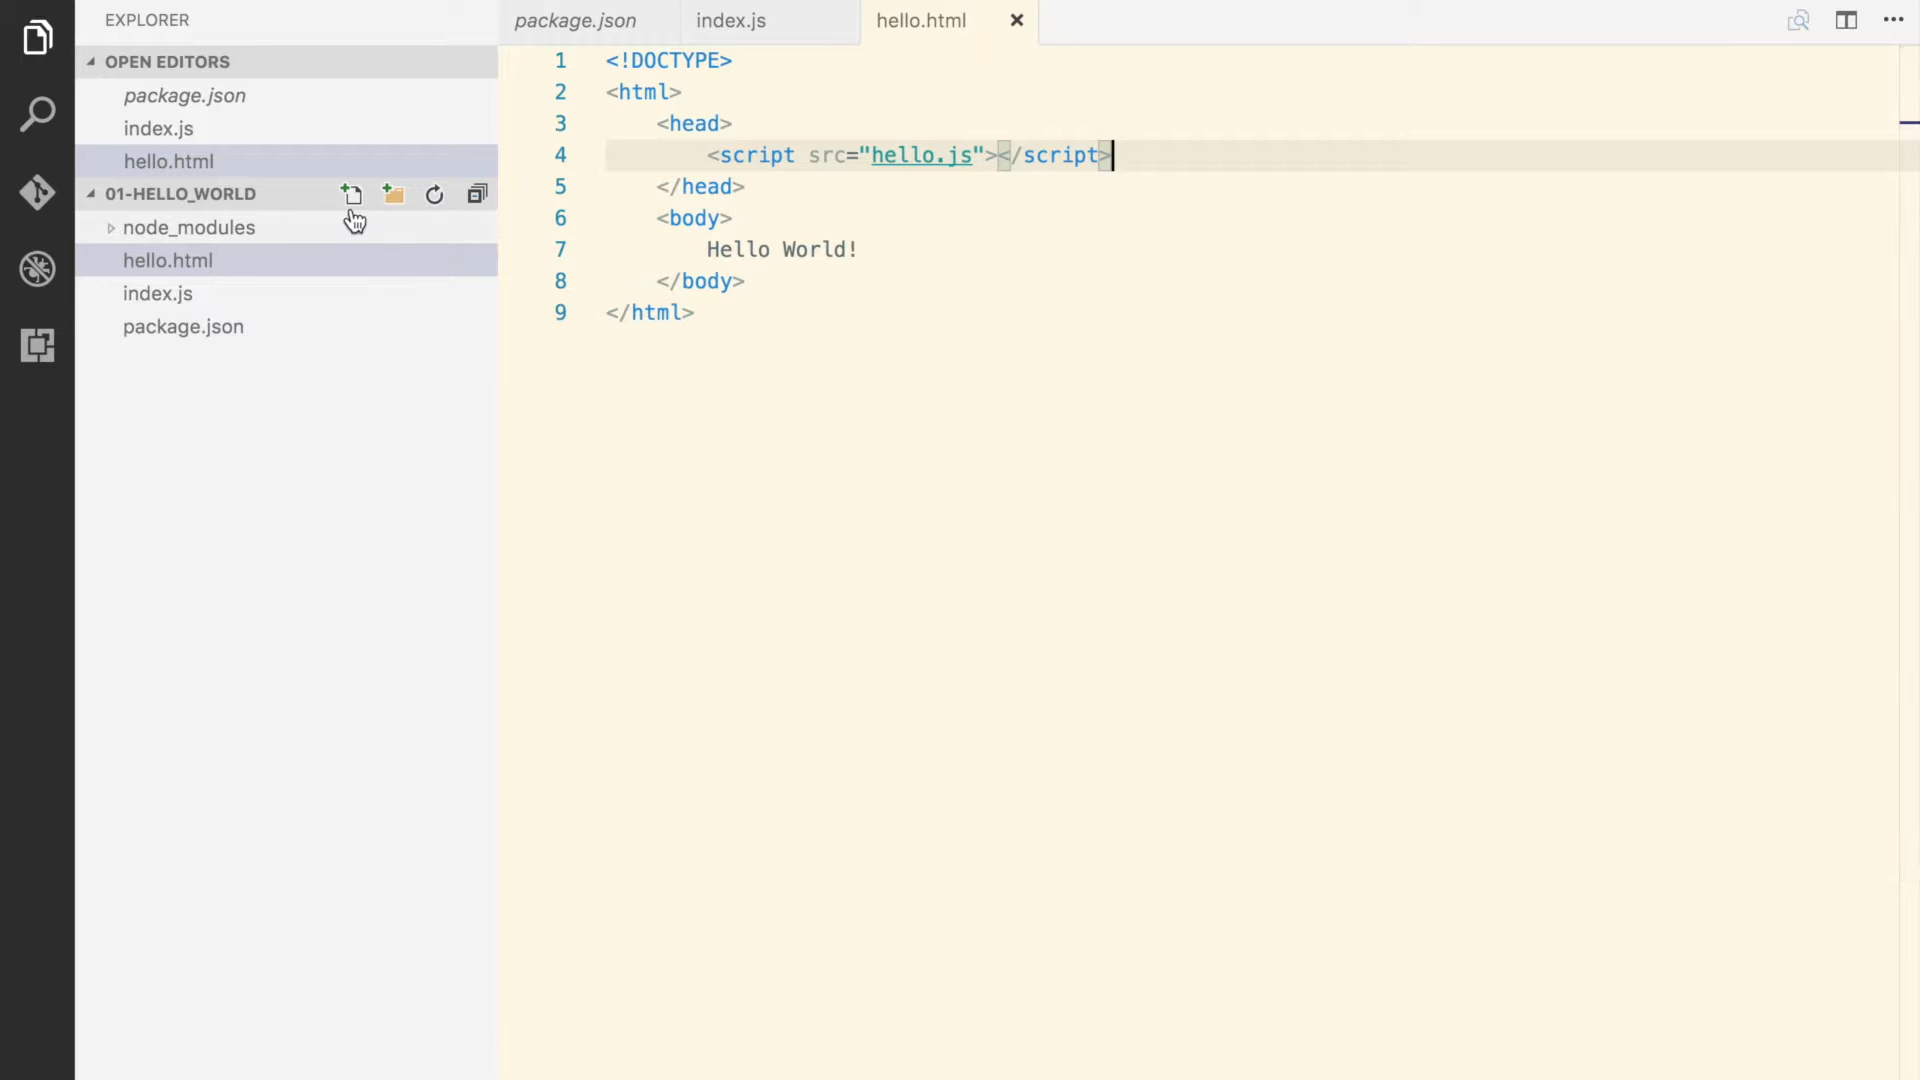 EXPLORER
OPEN EDITORS
package.json
index.js
hello.html
01-HELLO_WORLD
node_modules
hello.html
index.js
package.json
package.json index.js hello.html
1 <!DOCTYPE>
2 <html>
3 <head>
4 <script src="hello.js"></script>
5 </head>
6 <body>
7 Hello World!
8 </body>
9 </html>